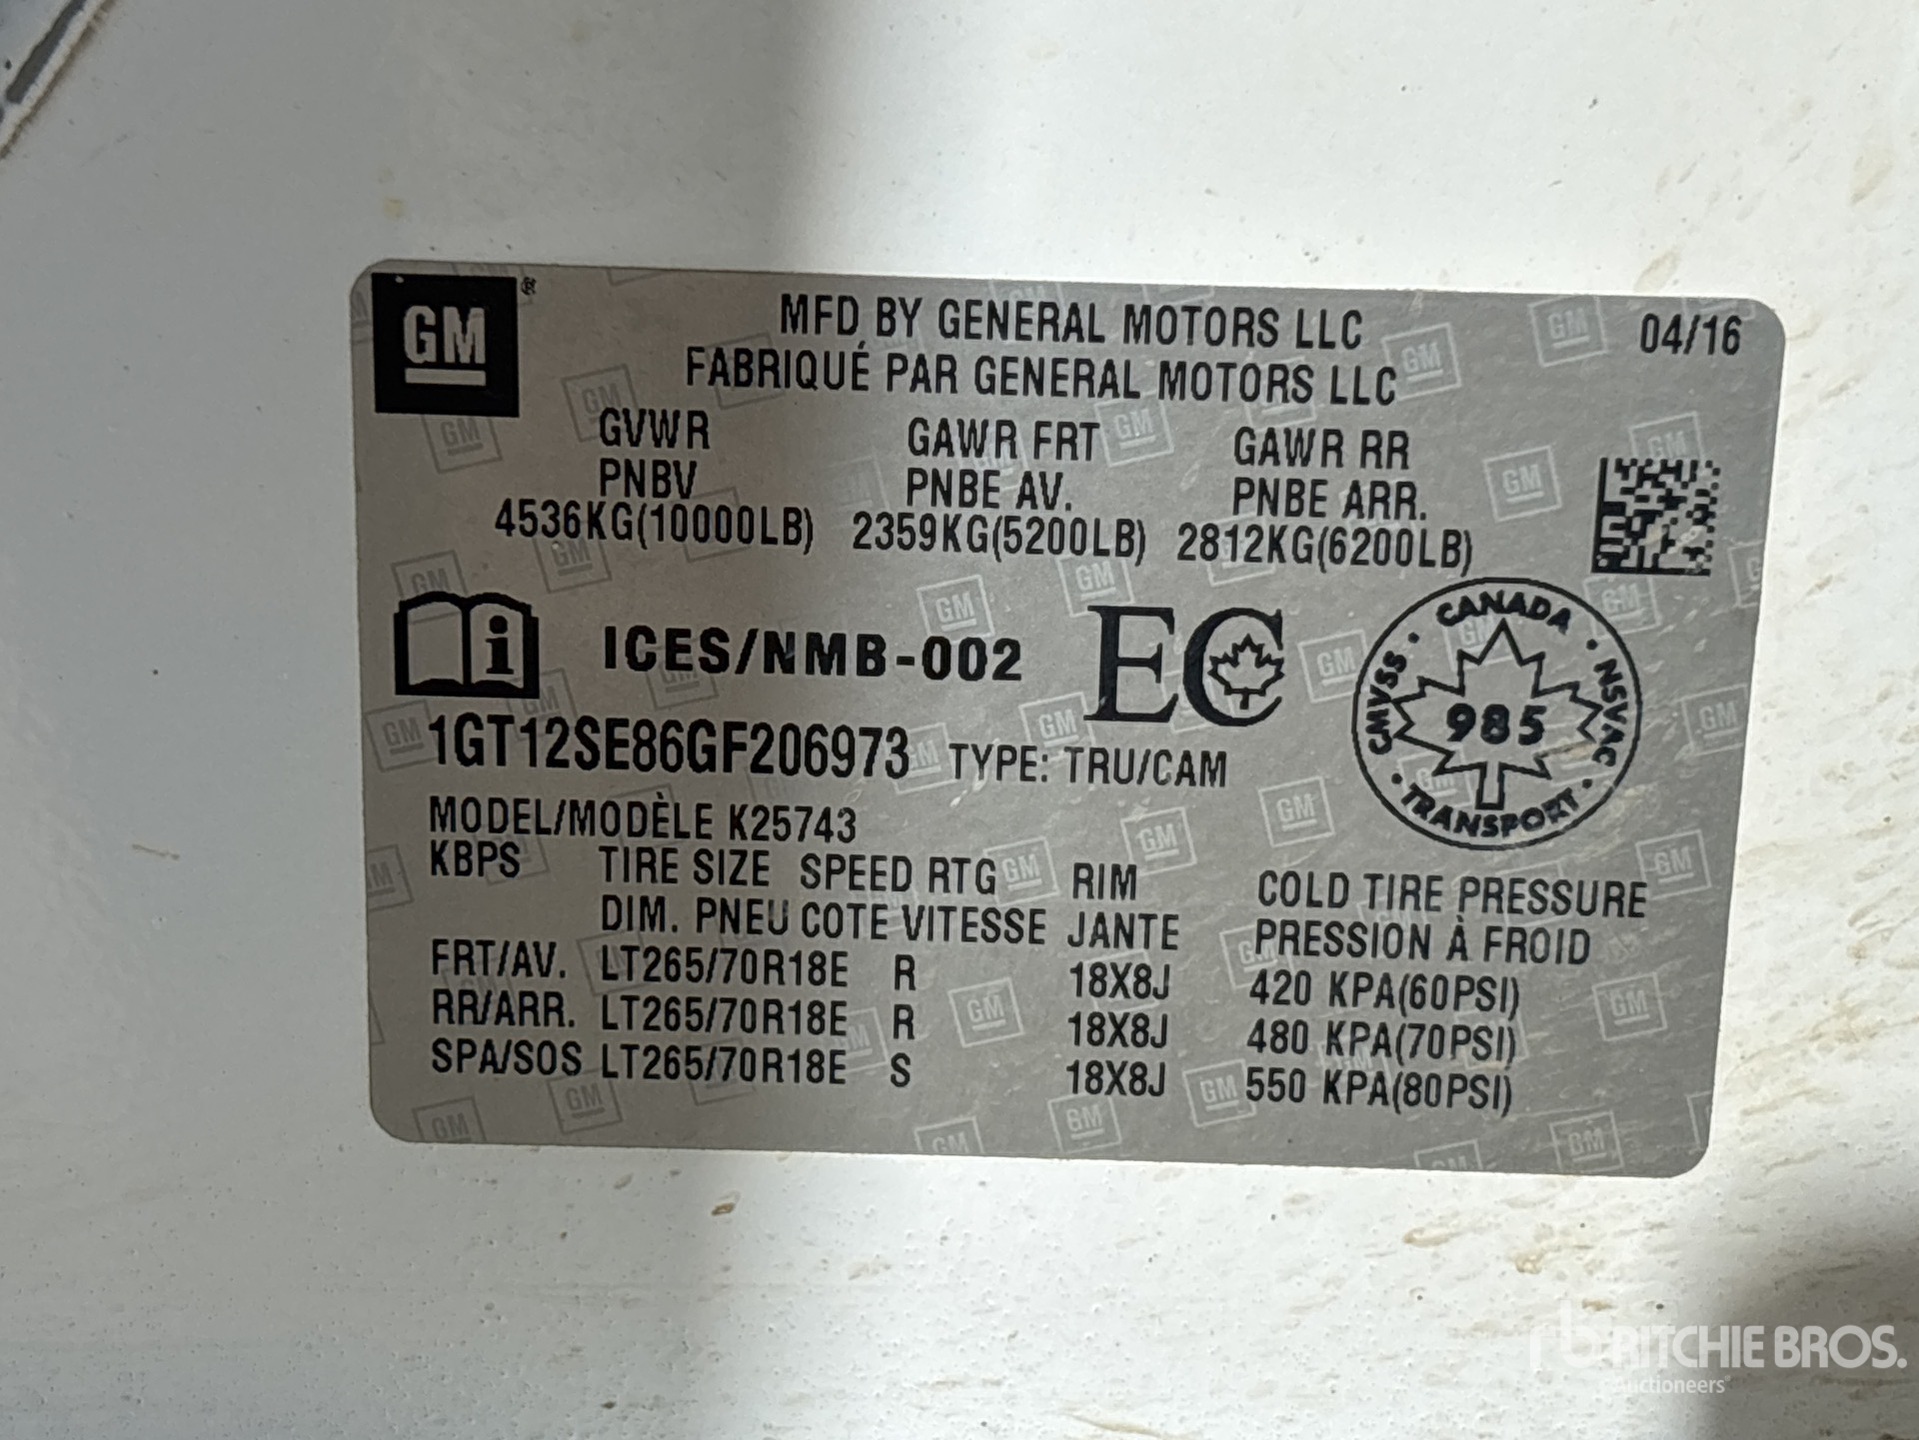 GM ®
MFD BY GENERAL MOTORS LLC 04/16
FABRIQUÉ PAR GENERAL MOTORS LLC
GVWR GAWR FRT GAWR RR
PNBV PNBE AV. PNBE ARR.
4536KG(10000LB) 2359KG(5200LB) 2812KG(6200LB)
i ICES/NMB-002 EC
CANADA · NSVAC · TRANSPORT · CMVSS ·
985
1GT12SE86GF206973 TYPE: TRU/CAM
MODEL/MODÈLE K25743
KBPS TIRE SIZE SPEED RTG RIM COLD TIRE PRESSURE
DIM. PNEU COTE VITESSE JANTE PRESSION À FROID
FRT/AV. LT265/70R18E R 18X8J 420 KPA(60PSI)
RR/ARR. LT265/70R18E R 18X8J 480 KPA(70PSI)
SPA/SOS LT265/70R18E S 18X8J 550 KPA(80PSI)
rb RITCHIE BROS.
Auctioneers